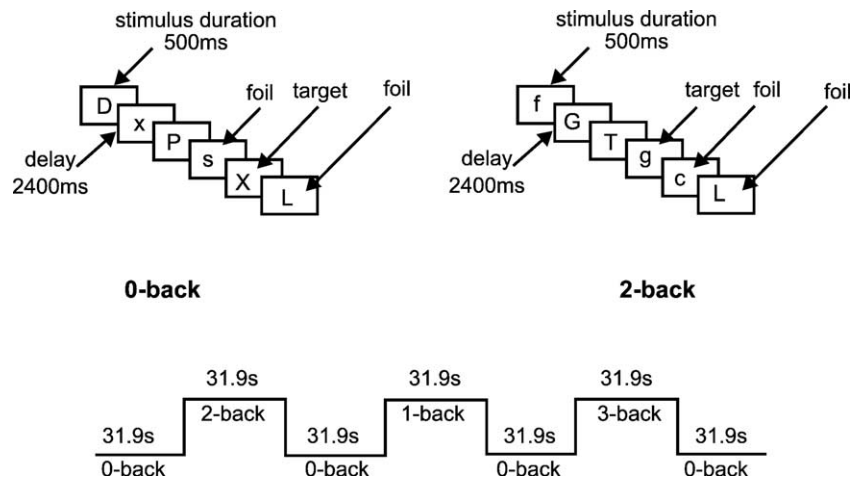 stimulus duration
500ms
foil target foil
D
x
P
s
X
L
delay
2400ms
0-back
stimulus duration
500ms
target foil foil
f
G
T
g
c
L
delay
2400ms
2-back
31.9s 31.9s 31.9s
2-back 1-back 3-back
31.9s 31.9s 31.9s 31.9s
0-back 0-back 0-back 0-back